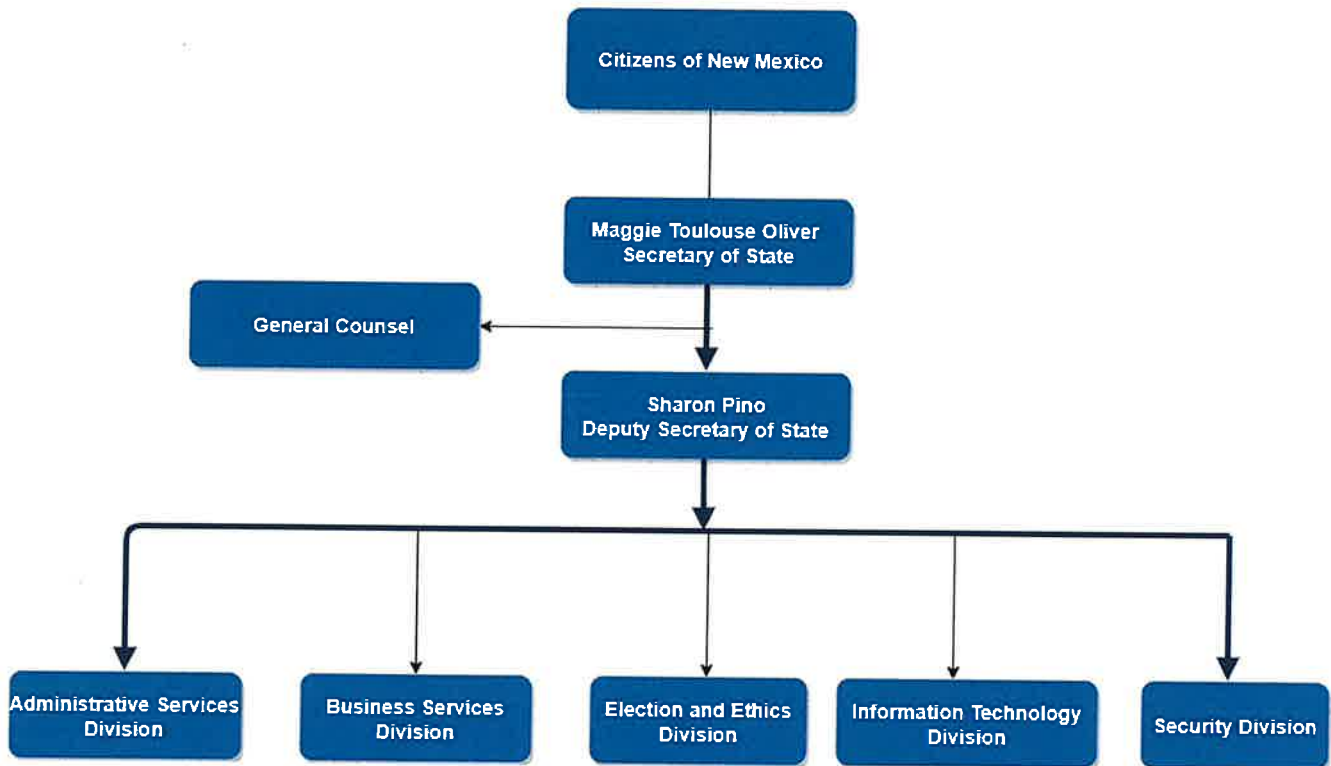 Citizens of New Mexico
Maggie Toulouse Oliver
Secretary of State
General Counsel
Sharon Pino
Deputy Secretary of State
Administrative Services
Division
Business Services
Division
Election and Ethics
Division
Information Technology
Division
Security Division